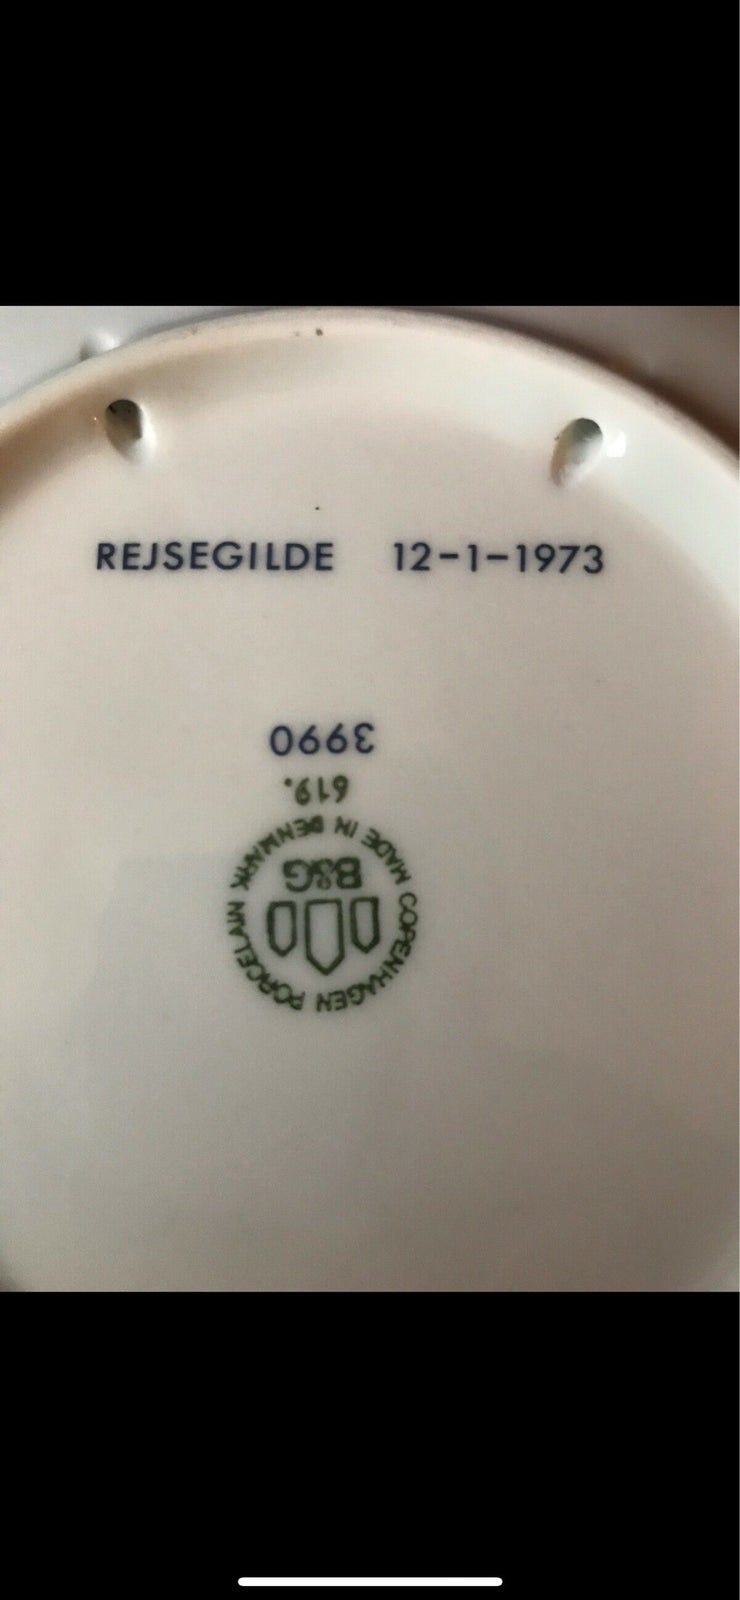 REJSEGILDE 12-1-1973
3990
619.
B&G
COPENHAGEN PORCELAIN
MADE IN DENMARK